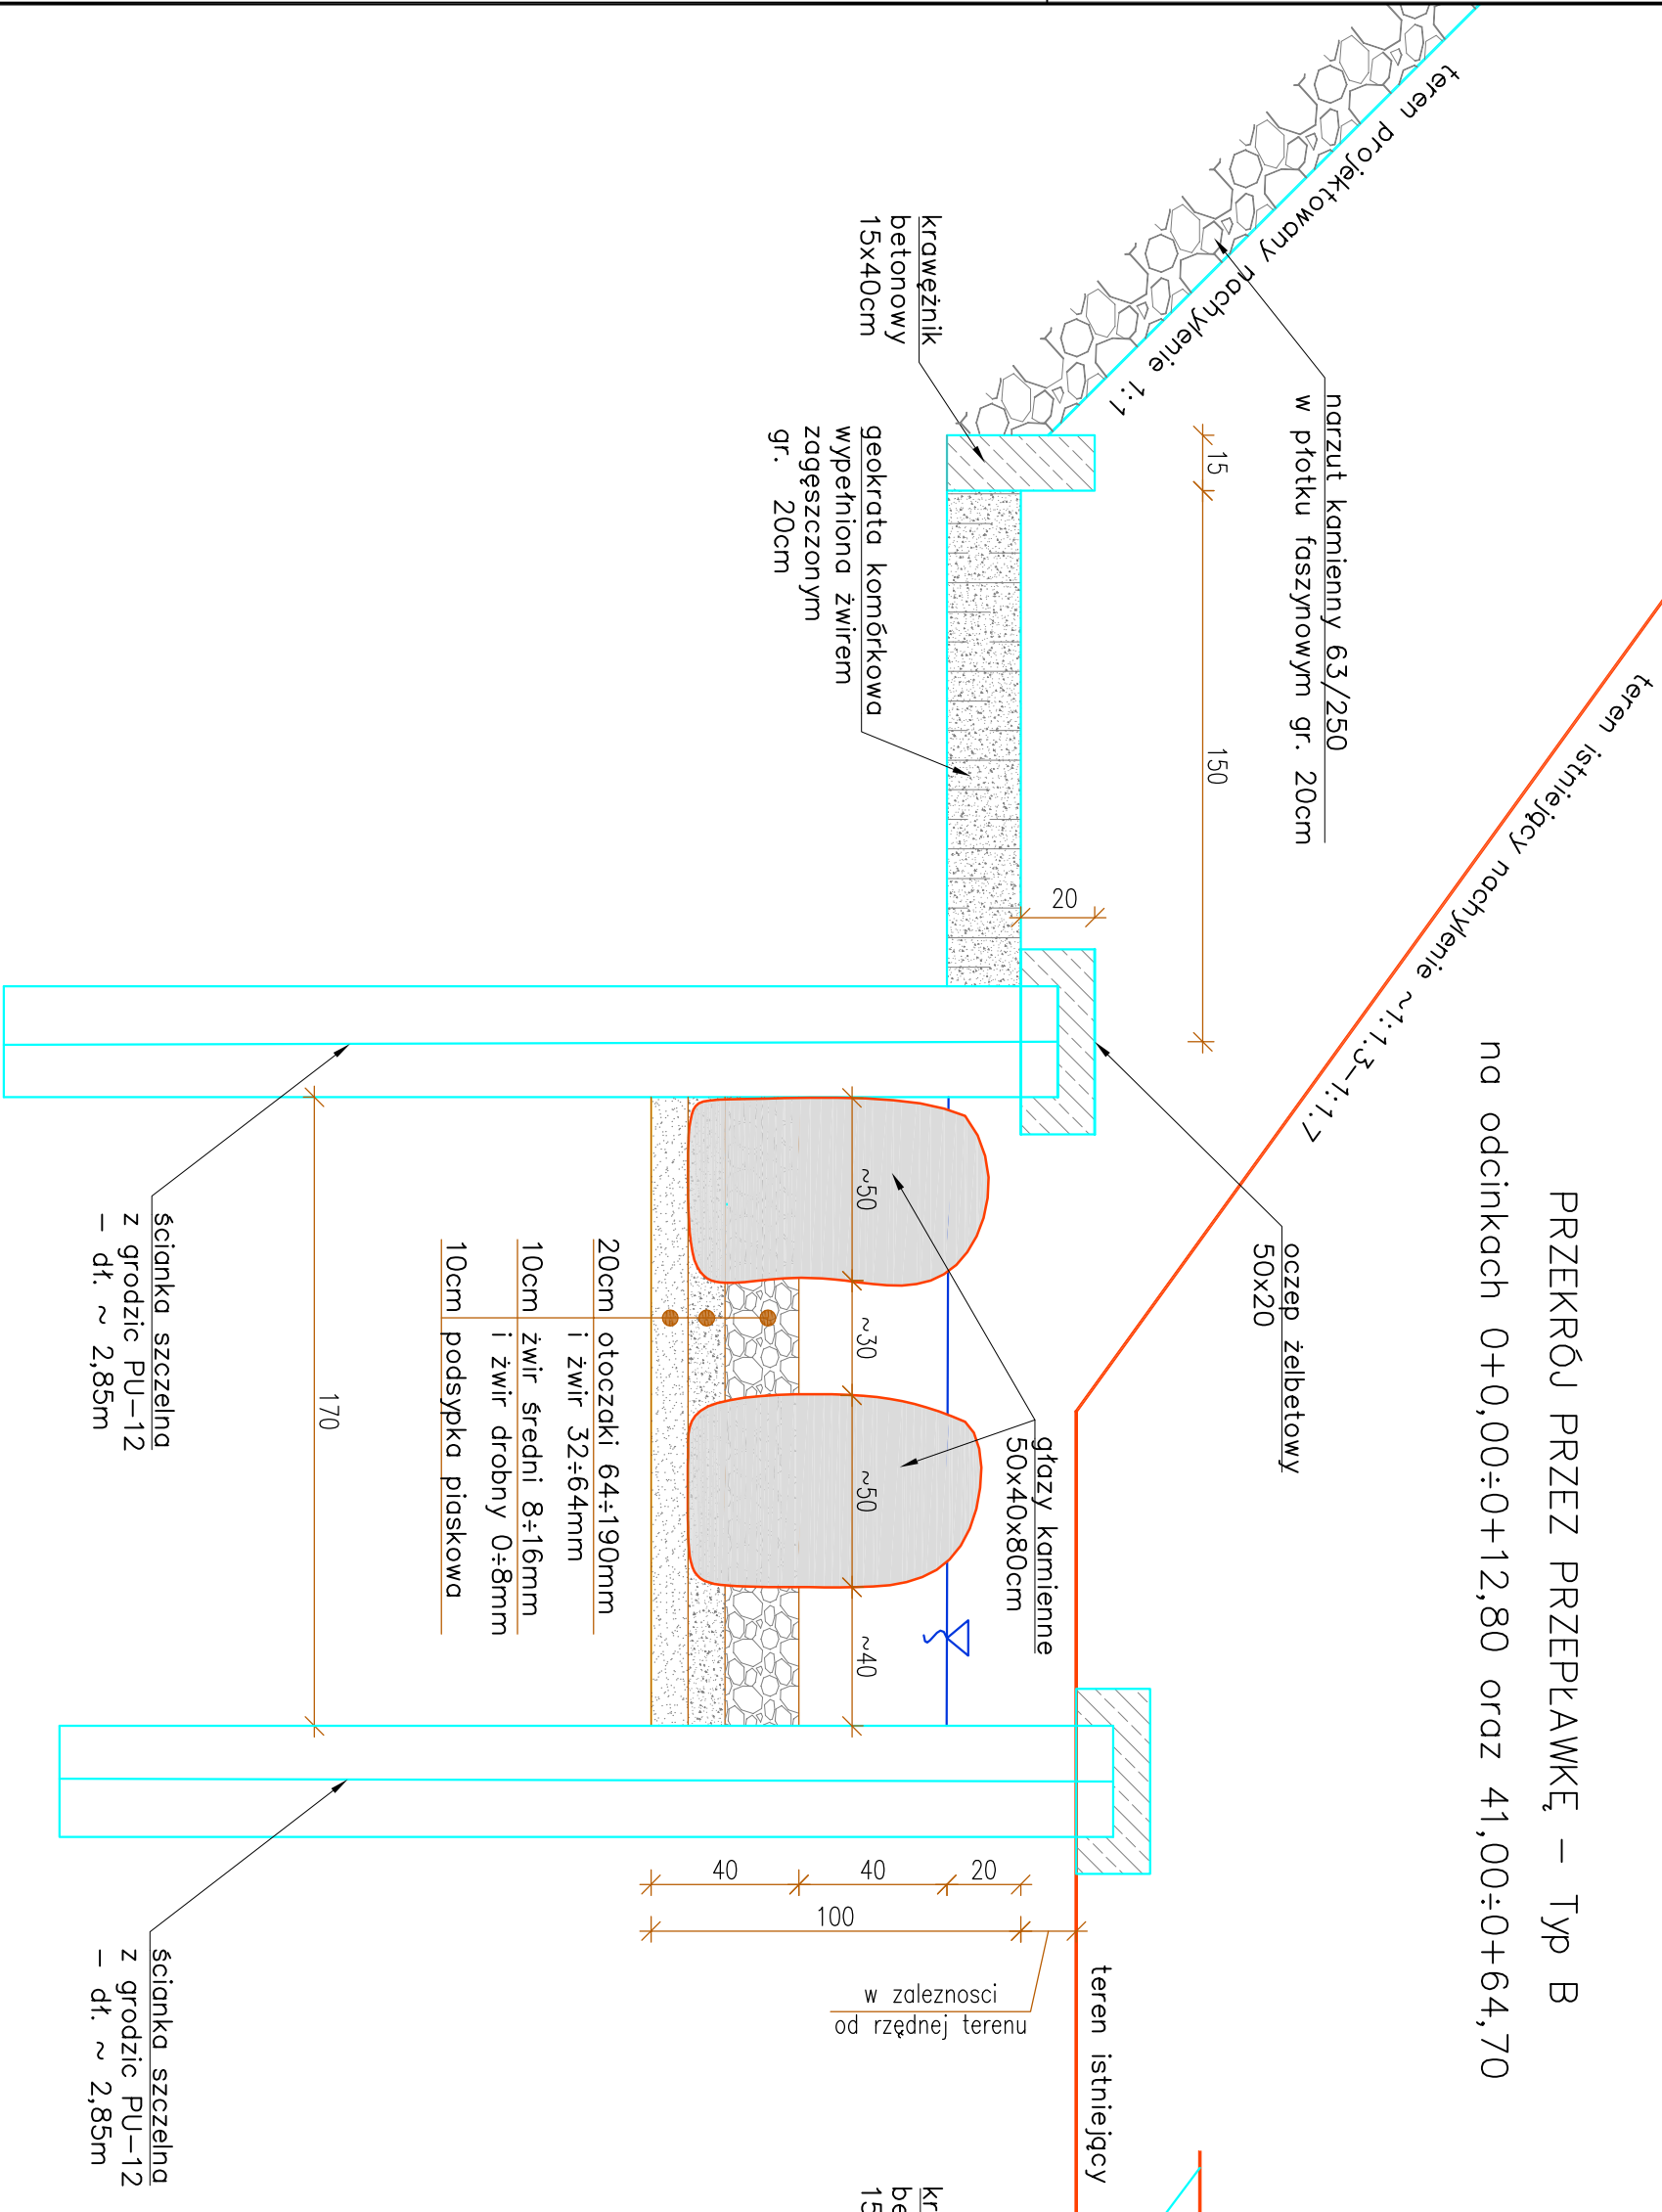 PRZEKRÓJ PRZEZ PRZEPŁAWKĘ – Typ B
na odcinkach 0+0,00÷0+12,80 oraz 41,00÷0+64,70
teren istniejący nachylenie ~1:1.3–1:1.7
teren projektowany nachylenie 1:1
narzut kamienny 63/250
w płotku faszynowym gr. 20cm
15
150
20
krawężnik
betonowy
15x40cm
geokrata komórkowa
wypełniona żwirem
zagęszczonym
gr. 20cm
oczep żelbetowy
50x20
głazy kamienne
50x40x80cm
~50
~30
~50
~40
20cm otoczaki 64÷190mm
i żwir 32÷64mm
10cm żwir średni 8÷16mm
i żwir drobny 0÷8mm
10cm podsypka piaskowa
170
40
40
20
100
w zaleznosci
od rzędnej terenu
teren istniejący
ścianka szczelna
z grodzic PU–12
– dł. ~ 2,85m
ścianka szczelna
z grodzic PU–12
– dł. ~ 2,85m
kr
be
15